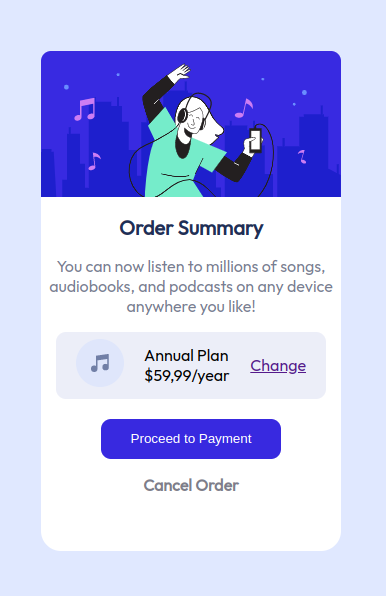 Order Summary
You can now listen to millions of songs,
audiobooks, and podcasts on any device
anywhere you like!
Annual Plan
$59,99/year
Change
Proceed to Payment
Cancel Order